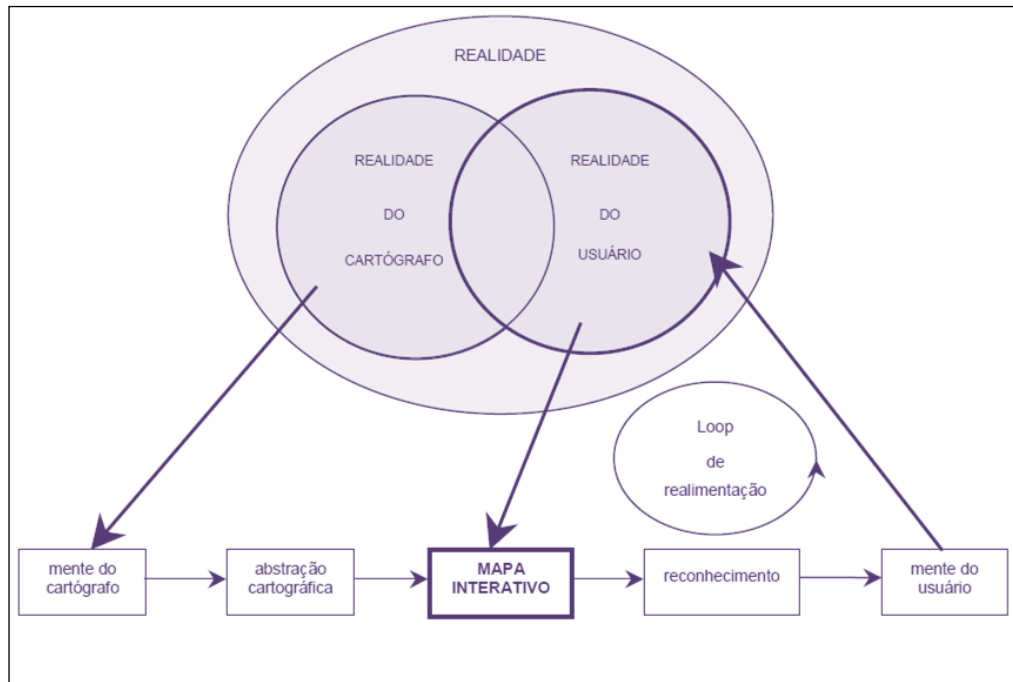 REALIDADE
REALIDADE
DO
CARTÓGRAFO
REALIDADE
DO
USUÁRIO
Loop
de
realimentação
mente do
cartógrafo
abstração
cartográfica
MAPA
INTERATIVO
reconhecimento
mente do
usuário